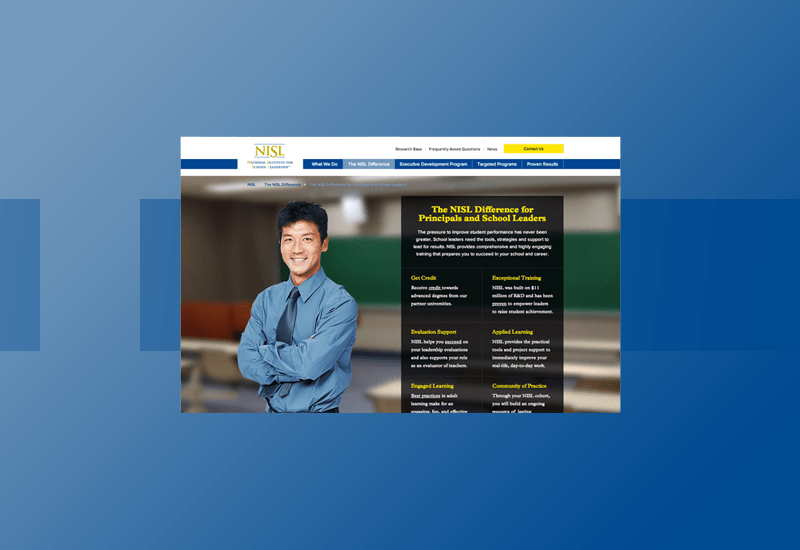 NISL
National Institute for
School Leadership
Research Base
Frequently Asked Questions
News
Contact Us
What We Do
The NISL Difference
Executive Development Program
Targeted Programs
Proven Results
NISL
The NISL Difference
The NISL Difference for Principals and School Leaders
The NISL Difference for
Principals and School Leaders
The pressure to improve student performance has never been
greater. School leaders need the tools, strategies and support to
lead for results. NISL provides comprehensive and highly engaging
training that prepares you to succeed in your school and career.
Get Credit
Receive credit towards
advanced degrees from our
partner universities.
Exceptional Training
NISL was built on $11
million of R&D and has been
proven to empower leaders
to raise student achievement.
Evaluation Support
NISL helps you succeed on
your leadership evaluations
and also supports your role
as an evaluator of teachers.
Applied Learning
NISL provides the practical
tools and project support to
immediately improve your
real-life, day-to-day work.
Engaged Learning
Best practices in adult
learning make for an
engaging, fun, and effective
Community of Practice
Through your NISL cohort,
you will build an ongoing
resource of lasting